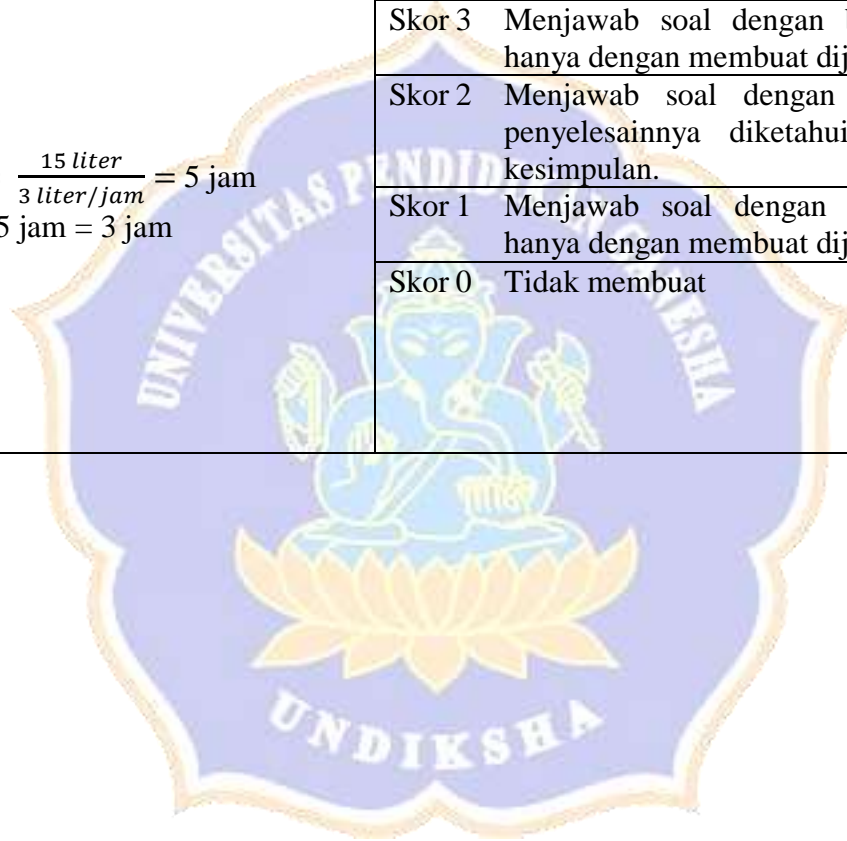 Skor 3 Menjawab soal dengan
hanya dengan membuat
Skor 2 Menjawab soal dengan
penyelesainnya diketahui
kesimpulan.
Skor 1 Menjawab soal dengan
hanya dengan membuat
Skor 0 Tidak membuat
15 liter
3 liter/jam = 5 jam
5 jam = 3 jam
UNIVERSITAS PENDIDIKAN GANESHA
UNDIKSHA